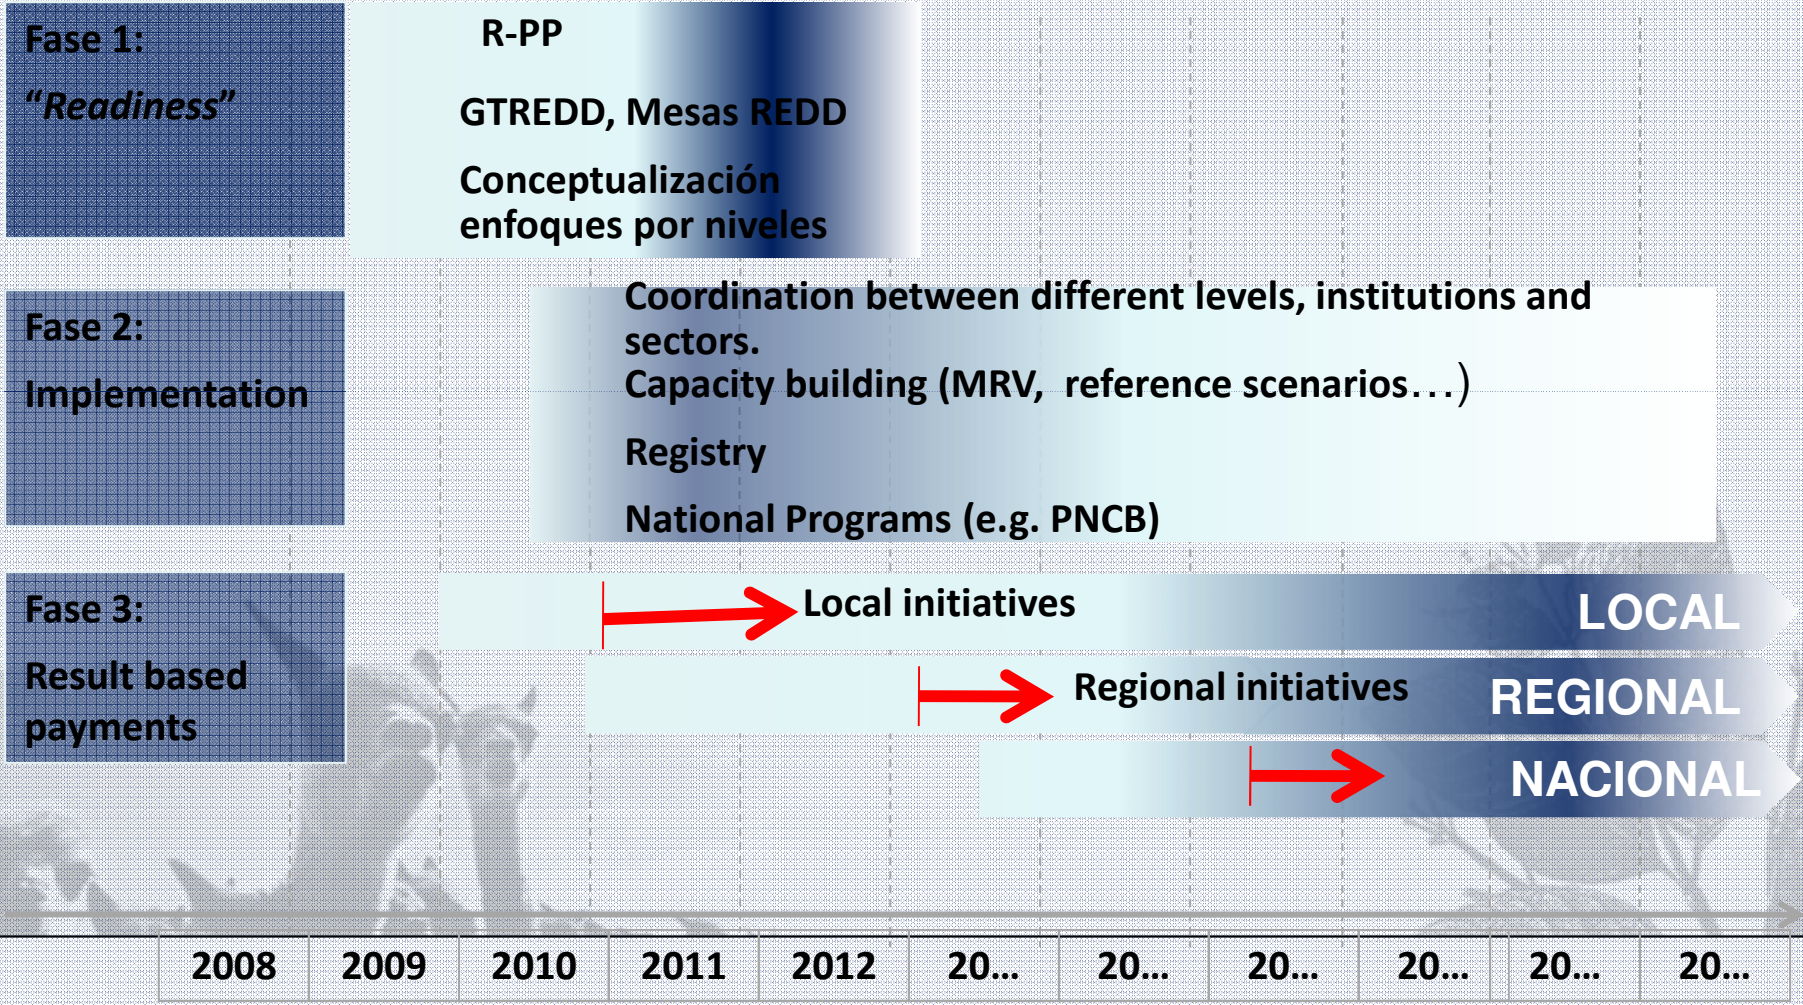 Fase 1:
“Readiness”
R-PP
GTREDD, Mesas REDD
Conceptualización
enfoques por niveles
Fase 2:
Implementation
Coordination between different levels, institutions and
sectors.
Capacity building (MRV, reference scenarios…)
Registry
National Programs (e.g. PNCB)
Fase 3:
Result based
payments
Local initiatives
LOCAL
Regional initiatives
REGIONAL
NACIONAL
2008 2009 2010 2011 2012 20... 20... 20... 20... 20... 20...